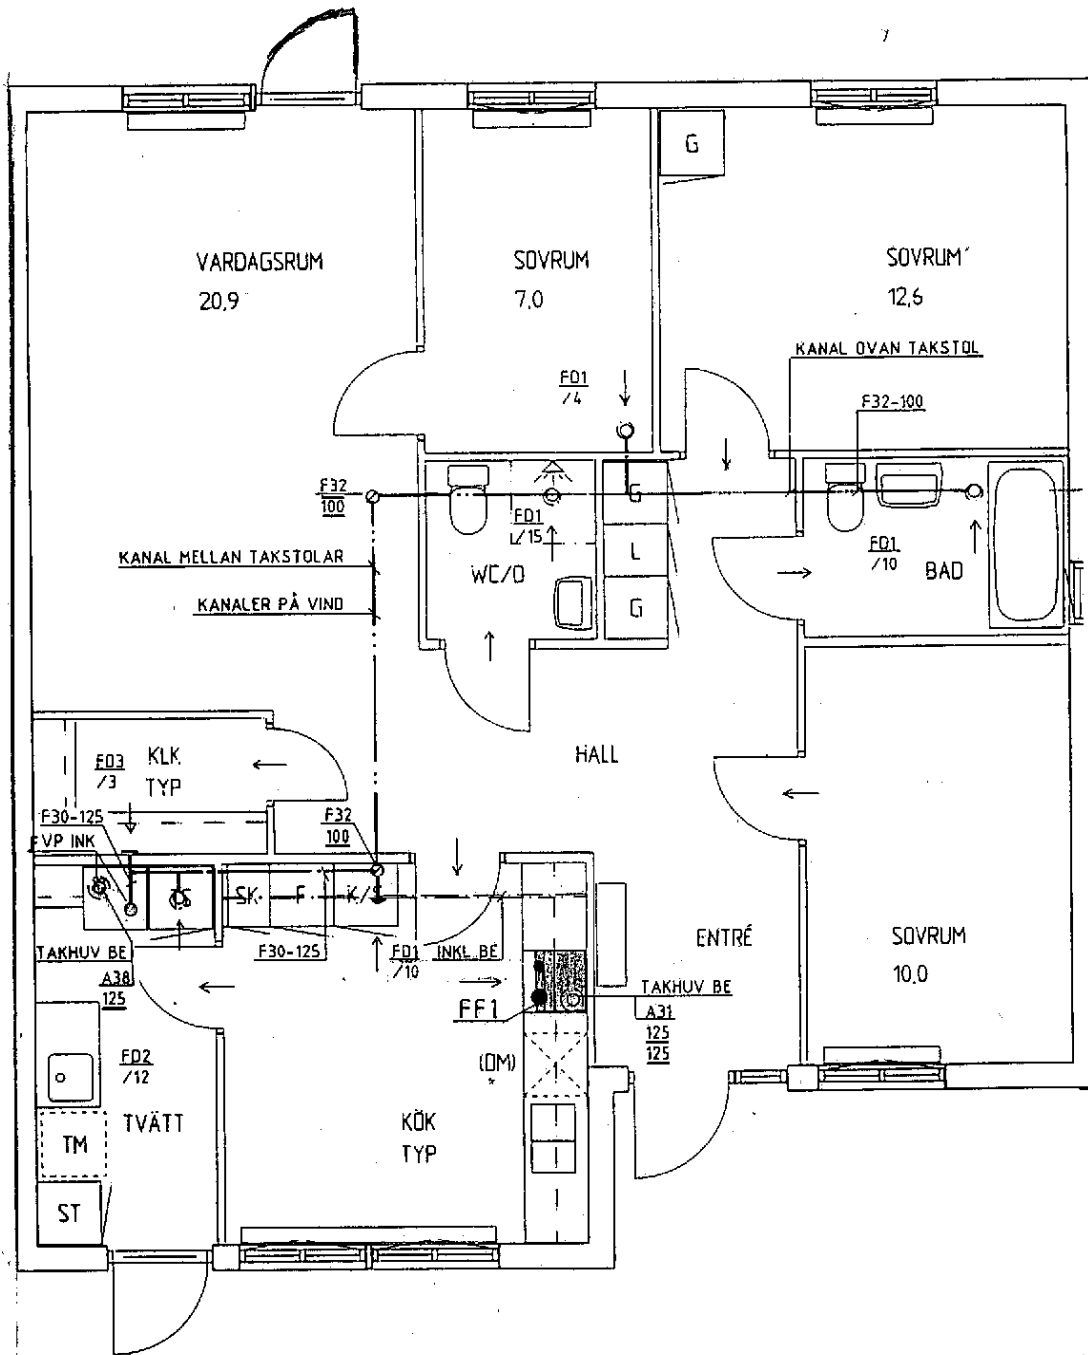 G
VARDAGSRUM
20,9
SOVRUM
7,0
SOVRUM
12,6
KANAL OVAN TAKSTOL
FD1
/4
F32-100
F32
100
G
FD1
/15
L
WC/D
G
FD1
/10
BAD
KANAL MELLAN TAKSTOLAR
KANALER PÅ VIND
HALL
FD3
/3
KLK
TYP
F30-125
FVP INK
F32
100
SK
F
K/S
TAKHUV BE
A38
125
F30-125
FD1
/10
INKL BE
ENTRÉ
SOVRUM
10,0
FF1
TAKHUV BE
A31
125
125
FD2
/12
(DM)
*
TVÄTT
KÖK
TYP
TM
ST